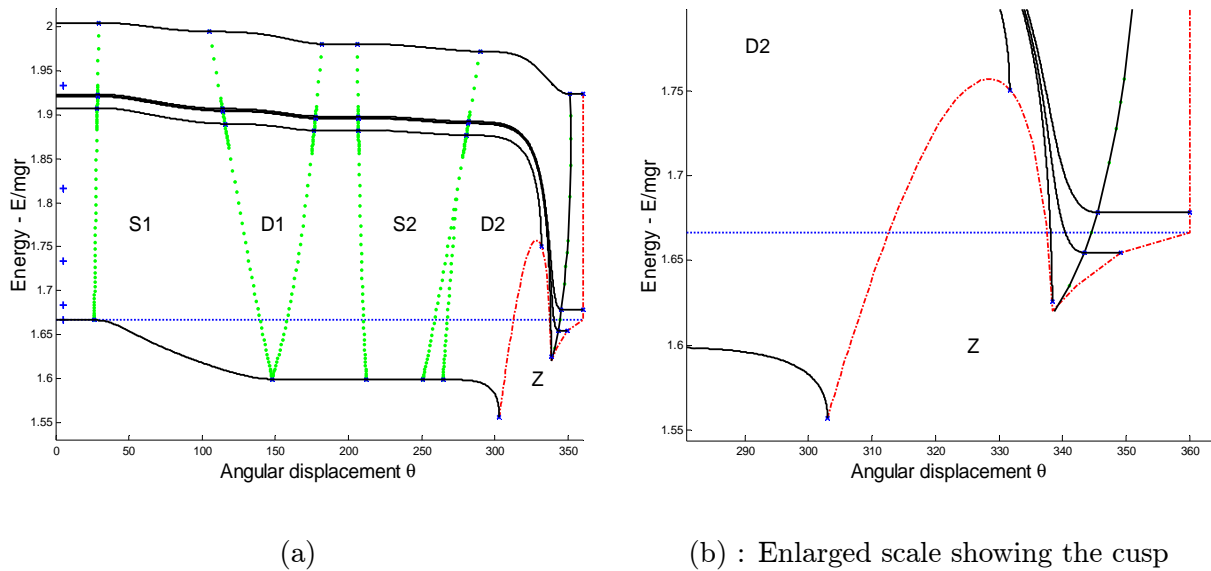 Energy - E/mgr
2
1.95
1.9
1.85
1.8
1.75
1.7
1.65
1.6
1.55
S1
D1
S2
D2
Z
0 50 100 150 200 250 300 350
Angular displacement θ
(a)
Energy - E/mgr
D2
1.75
1.7
1.65
1.6
1.55
Z
290 300 310 320 330 340 350 360
Angular displacement θ
(b) : Enlarged scale showing the cusp